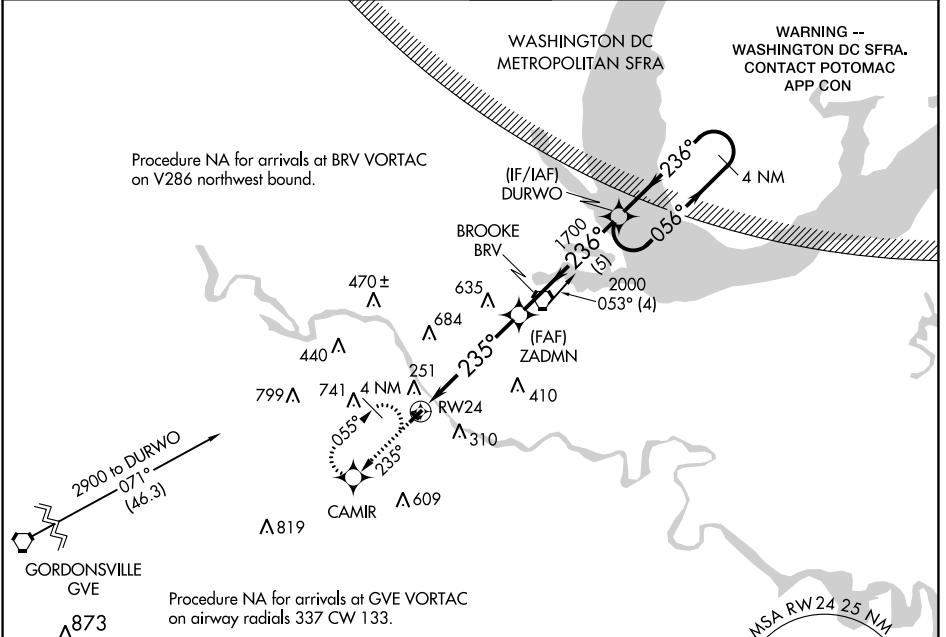 WASHINGTON DC
METROPOLITAN SFRA
WARNING --
WASHINGTON DC SFRA.
CONTACT POTOMAC
APP CON
Procedure NA for arrivals at BRV VORTAC
on V286 northwest bound.
(IF/IAF)
DURWO
236°
4 NM
056°
BROOKE
BRV
1700
236°
(5)
2000
053° (4)
470 ±
635
684
(FAF)
ZADMN
440
235°
251
410
799
741
4 NM
RW24
310
055°
235°
CAMIR
609
819
2900 to DURWO
071°
(46.3)
GORDONSVILLE
GVE
873
Procedure NA for arrivals at GVE VORTAC
on airway radials 337 CW 133.
MSA RW24 25 NM